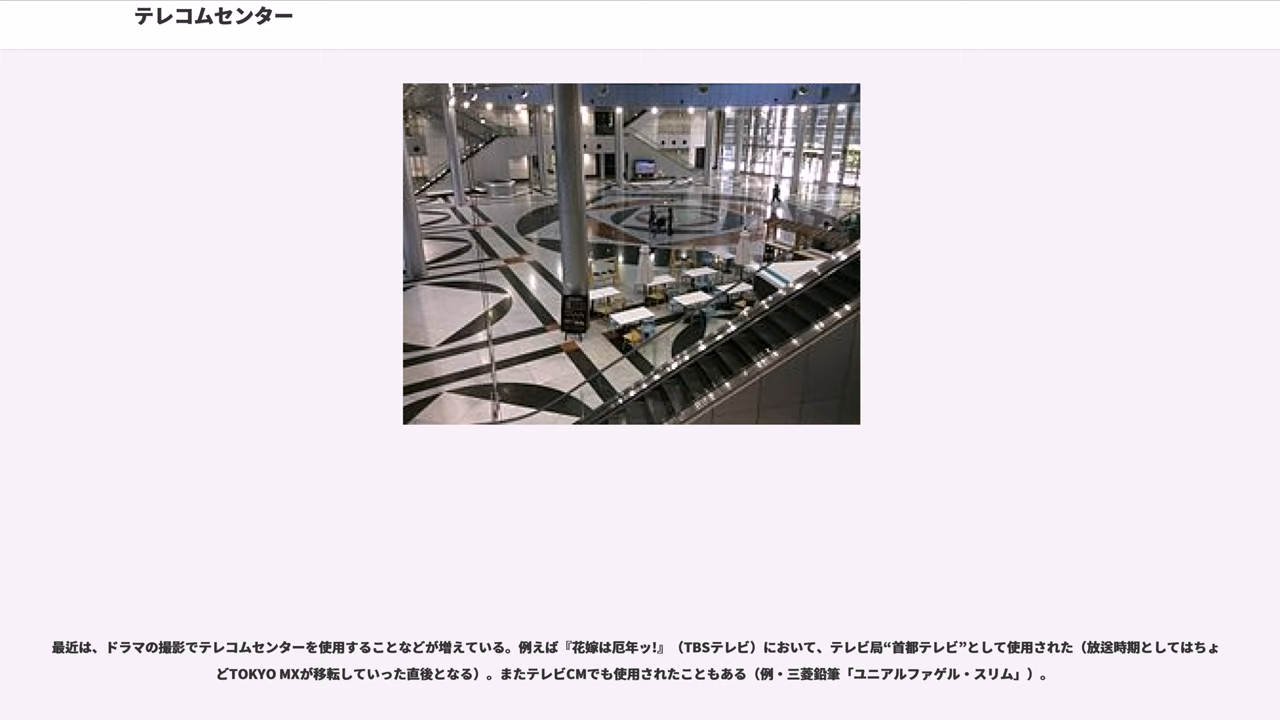 テレコムセンター
最近は、ドラマの撮影でテレコムセンターを使用することなどが増えている。例えば『花嫁は厄年ッ!』（TBSテレビ）において、テレビ局“首都テレビ”として使用された（放送時期としてはちょ
どTOKYO MXが移転していった直後となる）。またテレビCMでも使用されたこともある（例・三菱鉛筆「ユニアルファゲル・スリム」）。